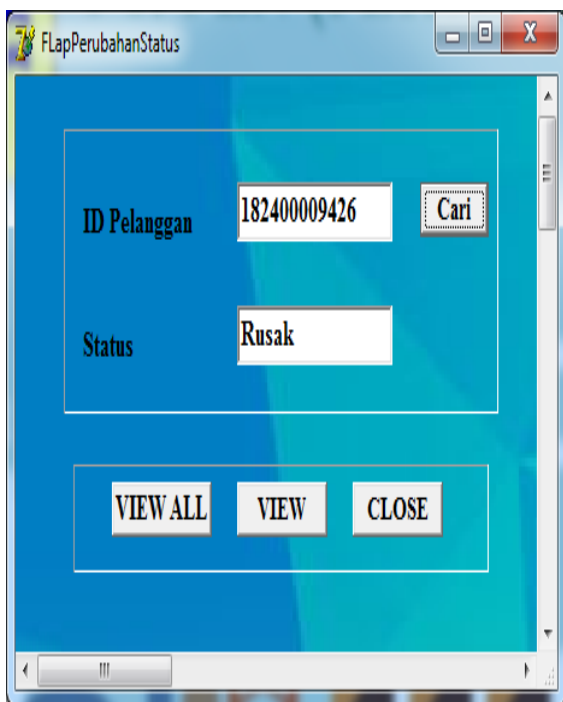 FLapPerubahanStatus
ID Pelanggan 182400009426 Cari
Status Rusak
VIEW ALL VIEW CLOSE